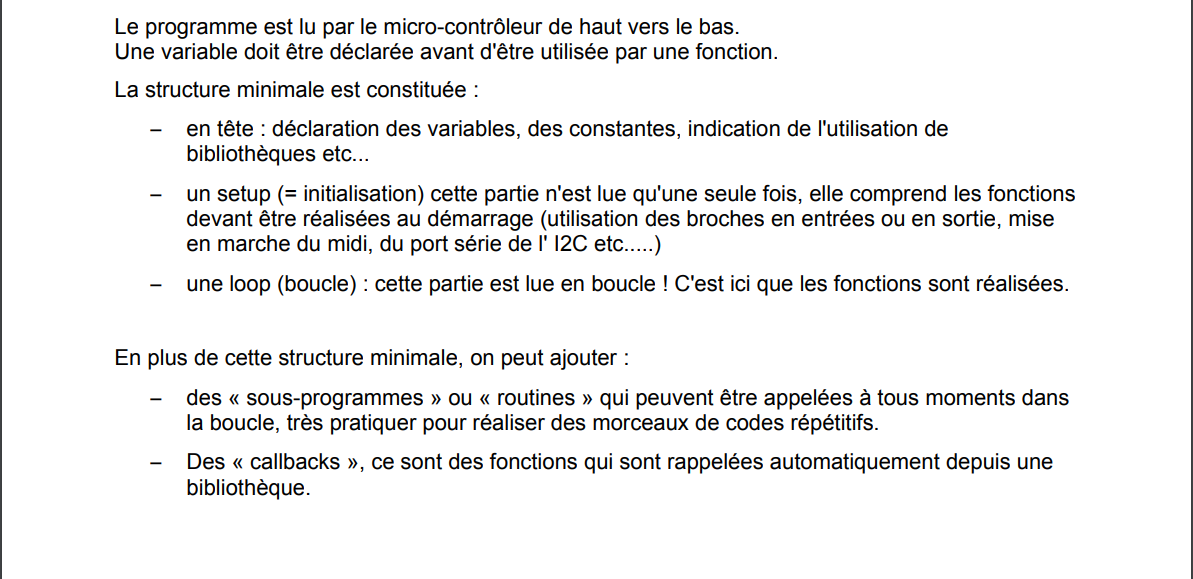 Le programme est lu par le micro-contrôleur de haut vers le bas.
Une variable doit être déclarée avant d'être utilisée par une fonction.
La structure minimale est constituée :
– en tête : déclaration des variables, des constantes, indication de l'utilisation de
bibliothèques etc...
– un setup (= initialisation) cette partie n'est lue qu'une seule fois, elle comprend les fonctions
devant être réalisées au démarrage (utilisation des broches en entrées ou en sortie, mise
en marche du midi, du port série de l' I2C etc.....)
– une loop (boucle) : cette partie est lue en boucle ! C'est ici que les fonctions sont réalisées.
En plus de cette structure minimale, on peut ajouter :
– des « sous-programmes » ou « routines » qui peuvent être appelées à tous moments dans
la boucle, très pratiquer pour réaliser des morceaux de codes répétitifs.
– Des « callbacks », ce sont des fonctions qui sont rappelées automatiquement depuis une
bibliothèque.